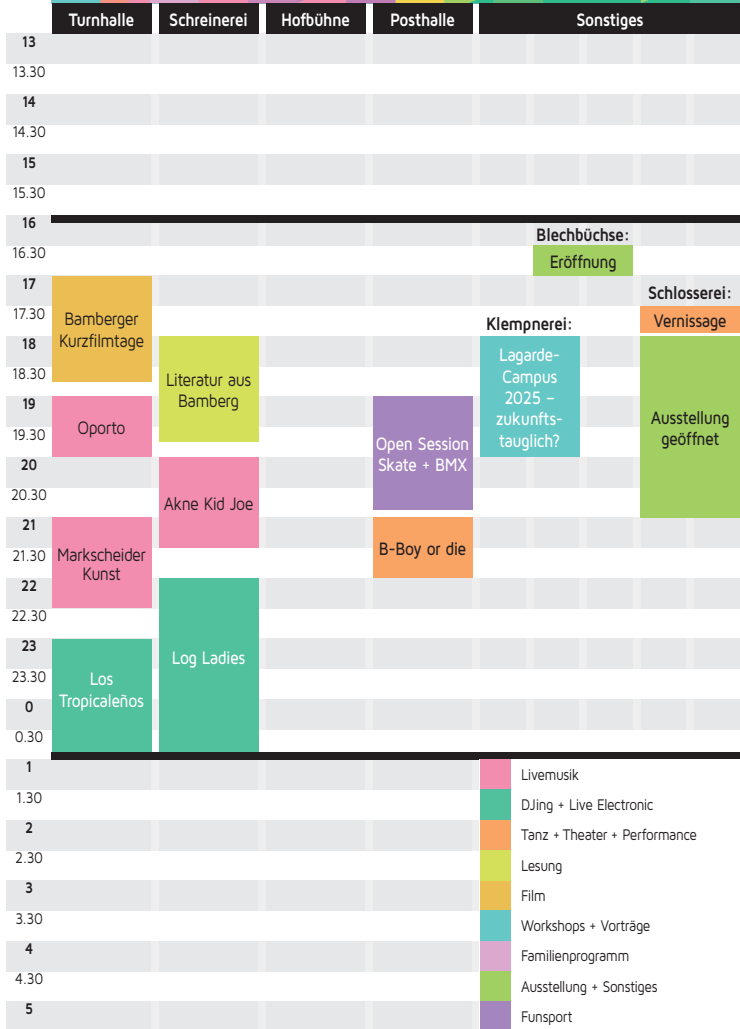 Turnhalle Schreinerei Hofbühne Posthalle Sonstiges
13
13.30
14
14.30
15
15.30
16
Blechbüchse:
16.30
Eröffnung
17
Schlosserei:
17.30
Bamberger
Kurzfilmtage
Klempnerei:
Vernissage
18
18.30
Literatur aus
Bamberg
Lagarde-
Campus
2025 –
zukunfts-
tauglich?
19
19.30
Oporto
Open Session
Skate + BMX
Ausstellung
geöffnet
20
20.30
Akne Kid Joe
21
21.30
Markscheider
Kunst
B-Boy or die
22
22.30
23
23.30
Los
Tropicaleños
Log Ladies
0
0.30
1
1.30
2
2.30
3
3.30
4
4.30
5
Livemusik
DJing + Live Electronic
Tanz + Theater + Performance
Lesung
Film
Workshops + Vorträge
Familienprogramm
Ausstellung + Sonstiges
Funsport